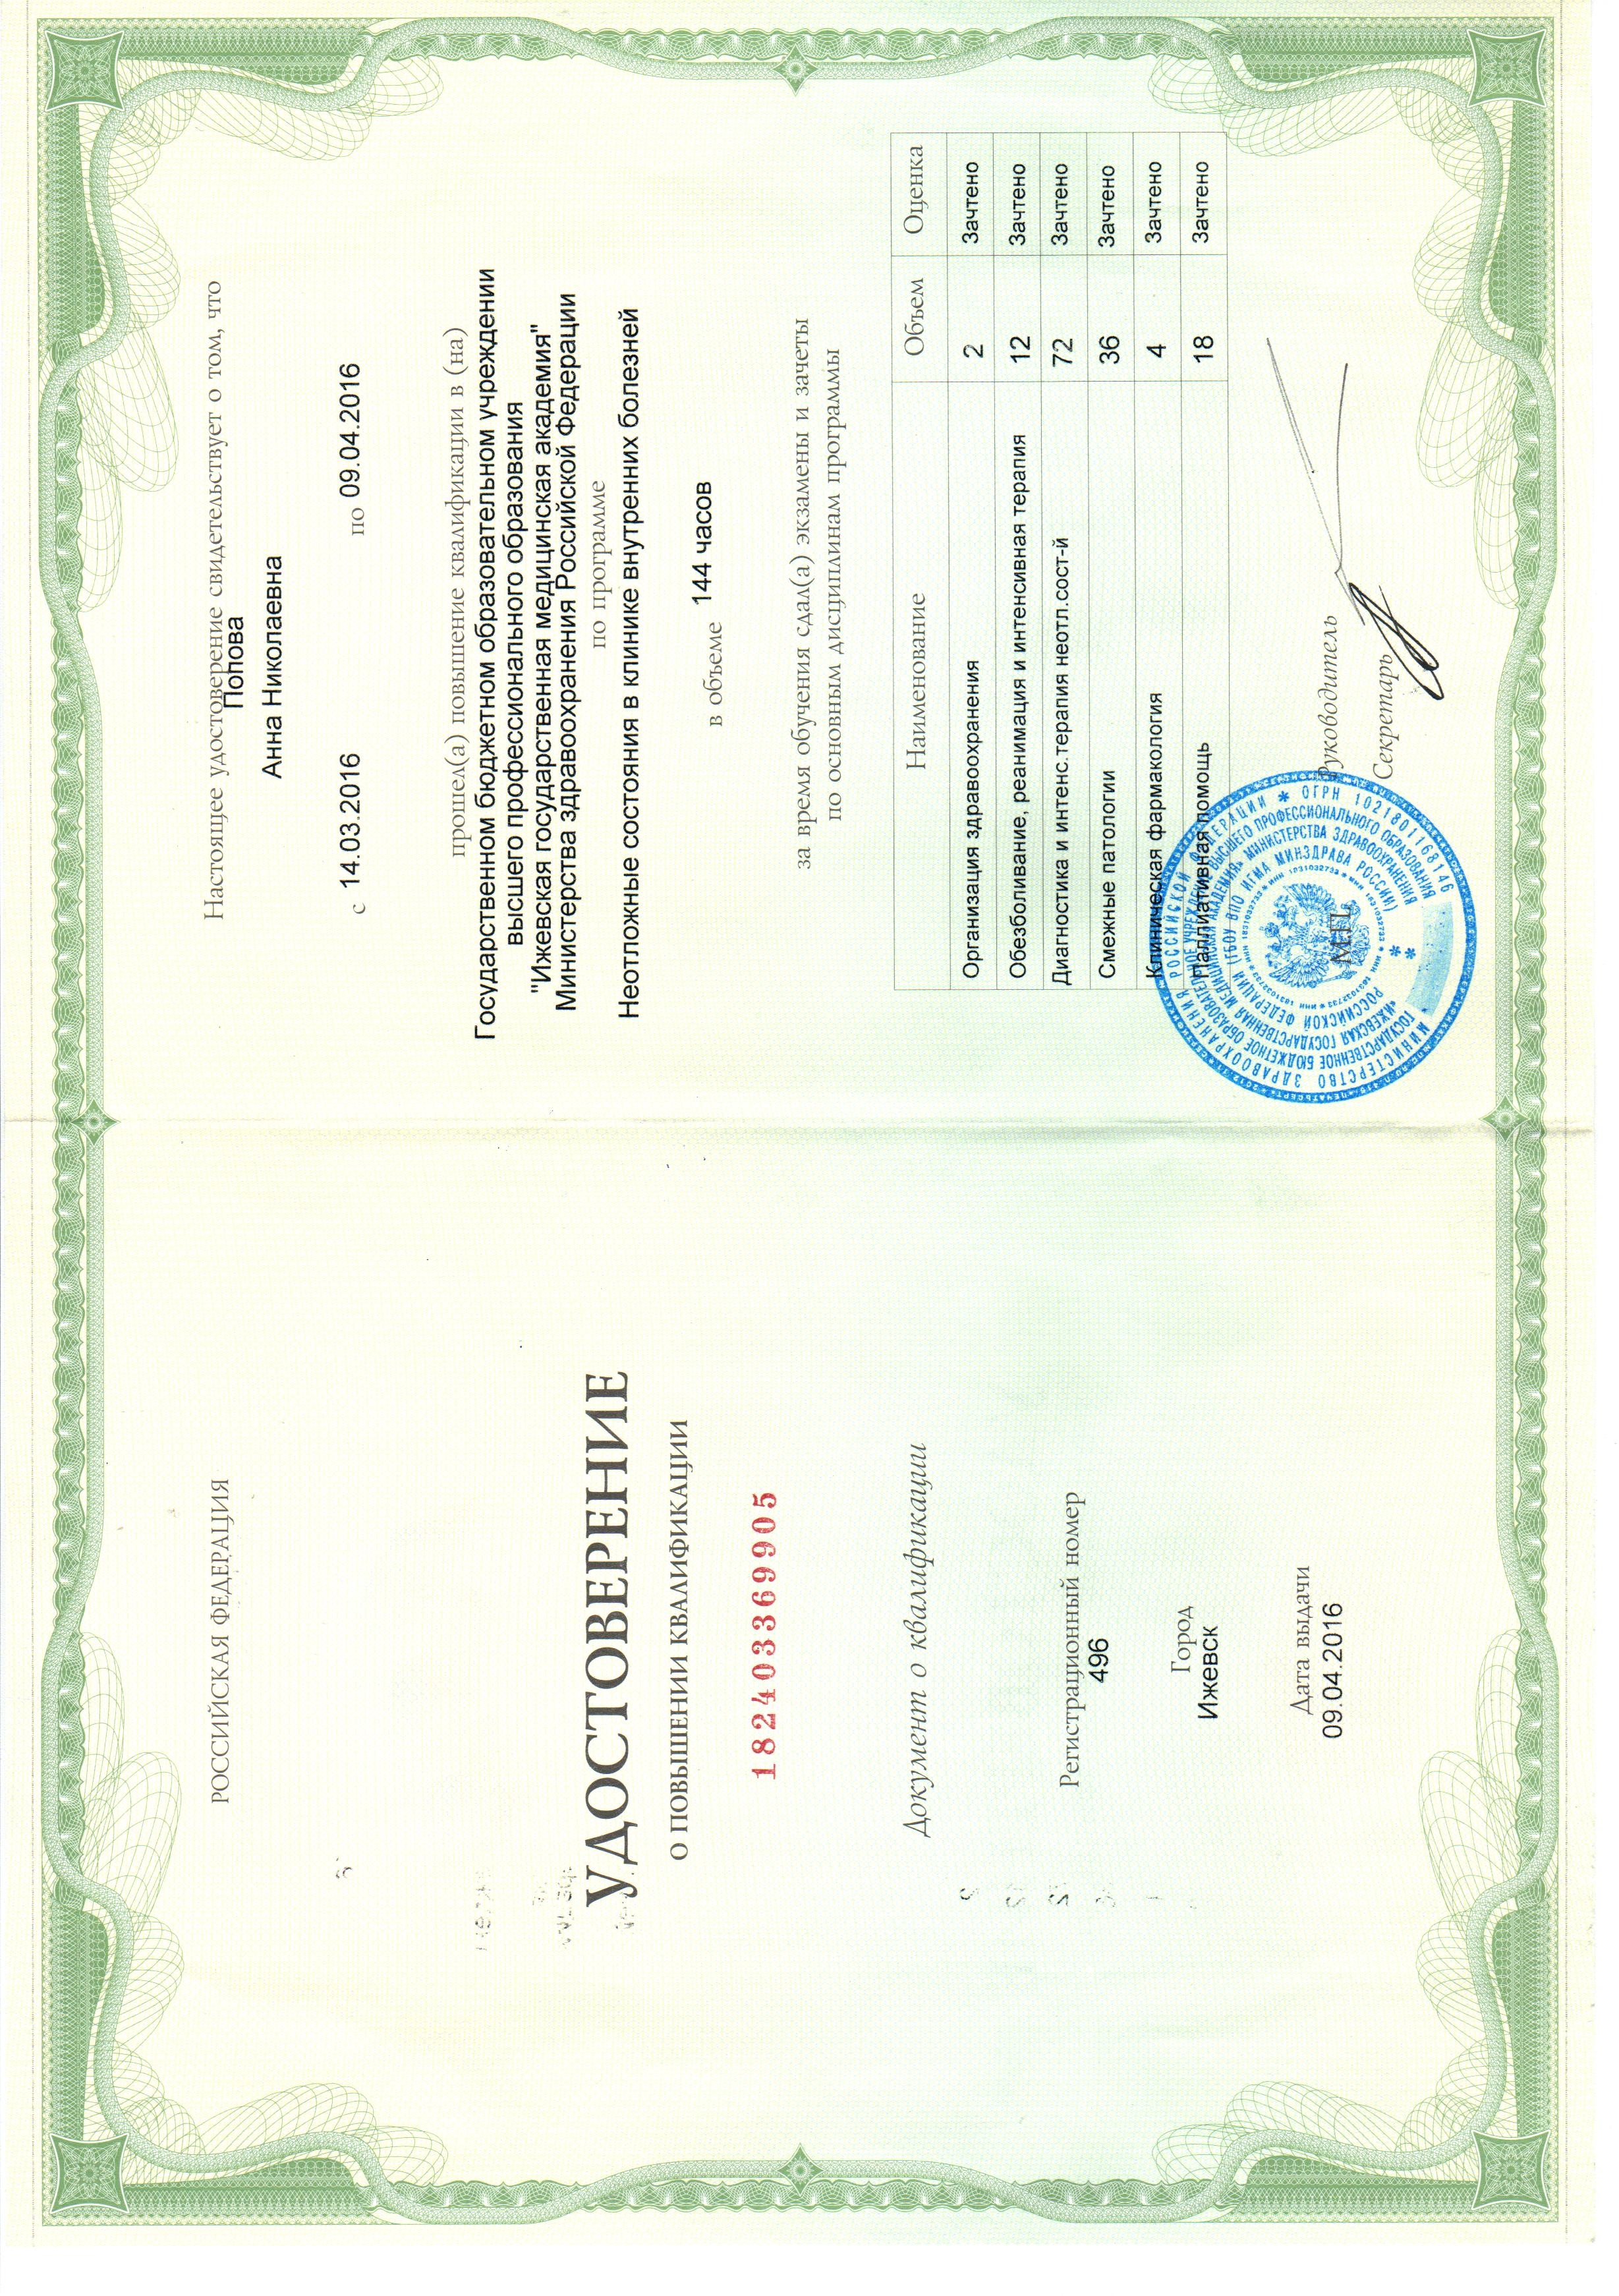 РОССИЙСКАЯ ФЕДЕРАЦИЯ
УДОСТОВЕРЕНИЕ
О ПОВЫШЕНИИ КВАЛИФИКАЦИИ
182403369905
Документ о квалификации
Регистрационный номер
496
Город
Ижевск
Дата выдачи
09.04.2016
Настоящее удостоверение свидетельствует о том, что
Попова
Анна Николаевна
с 14.03.2016 по 09.04.2016
прошел(а) повышение квалификации в (на)
Государственном бюджетном образовательном учреждении
высшего профессионального образования
"Ижевская государственная медицинская академия"
Министерства здравоохранения Российской Федерации
по программе
Неотложные состояния в клинике внутренних болезней
в объеме 144 часов
за время обучения сдал(а) экзамены и зачеты
по основным дисциплинам программы
Наименование Объем Оценка
Организация здравоохранения 2 Зачтено
Обезболивание, реанимация и интенсивная терапия 12 Зачтено
Диагностика и интенс.терапия неотл.сост-й 72 Зачтено
Смежные патологии 36 Зачтено
Клиническая фармакология 4 Зачтено
Паллиативная помощь 18 Зачтено
Руководитель
Секретарь
М.П.
МИНИСТЕРСТВО ЗДРАВООХРАНЕНИЯ РОССИЙСКОЙ ФЕДЕРАЦИИ * ОГРН 1021801168146
ГОСУДАРСТВЕННОЕ БЮДЖЕТНОЕ ОБРАЗОВАТЕЛЬНОЕ УЧРЕЖДЕНИЕ ВЫСШЕГО ПРОФЕССИОНАЛЬНОГО ОБРАЗОВАНИЯ
«ИЖЕВСКАЯ ГОСУДАРСТВЕННАЯ МЕДИЦИНСКАЯ АКАДЕМИЯ» МИНИСТЕРСТВА ЗДРАВООХРАНЕНИЯ
РОССИЙСКОЙ ФЕДЕРАЦИИ (ГБОУ ВПО ИГМА МИНЗДРАВА РОССИИ)